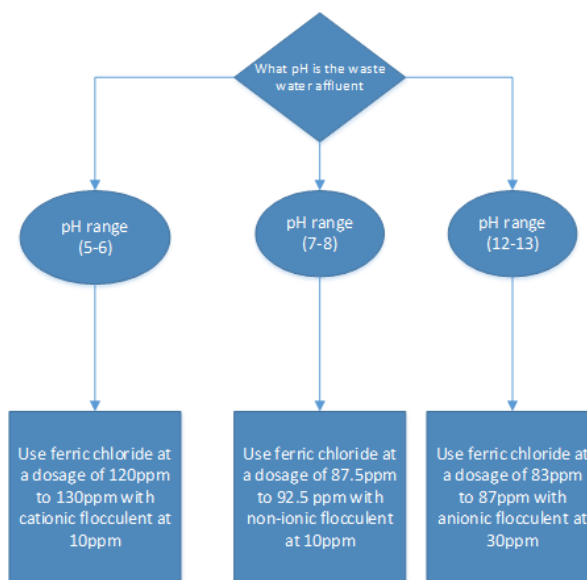 What pH is the waste
water affluent
pH range
(5-6)
pH range
(7-8)
pH range
(12-13)
Use ferric chloride at
a dosage of 120ppm
to 130ppm with
cationic flocculent at
10ppm
Use ferric chloride at
a dosage of 87.5ppm
to 92.5 ppm with
non-ionic flocculent
at 10ppm
Use ferric chloride at
a dosage of 83ppm
to 87ppm with
anionic flocculent at
30ppm